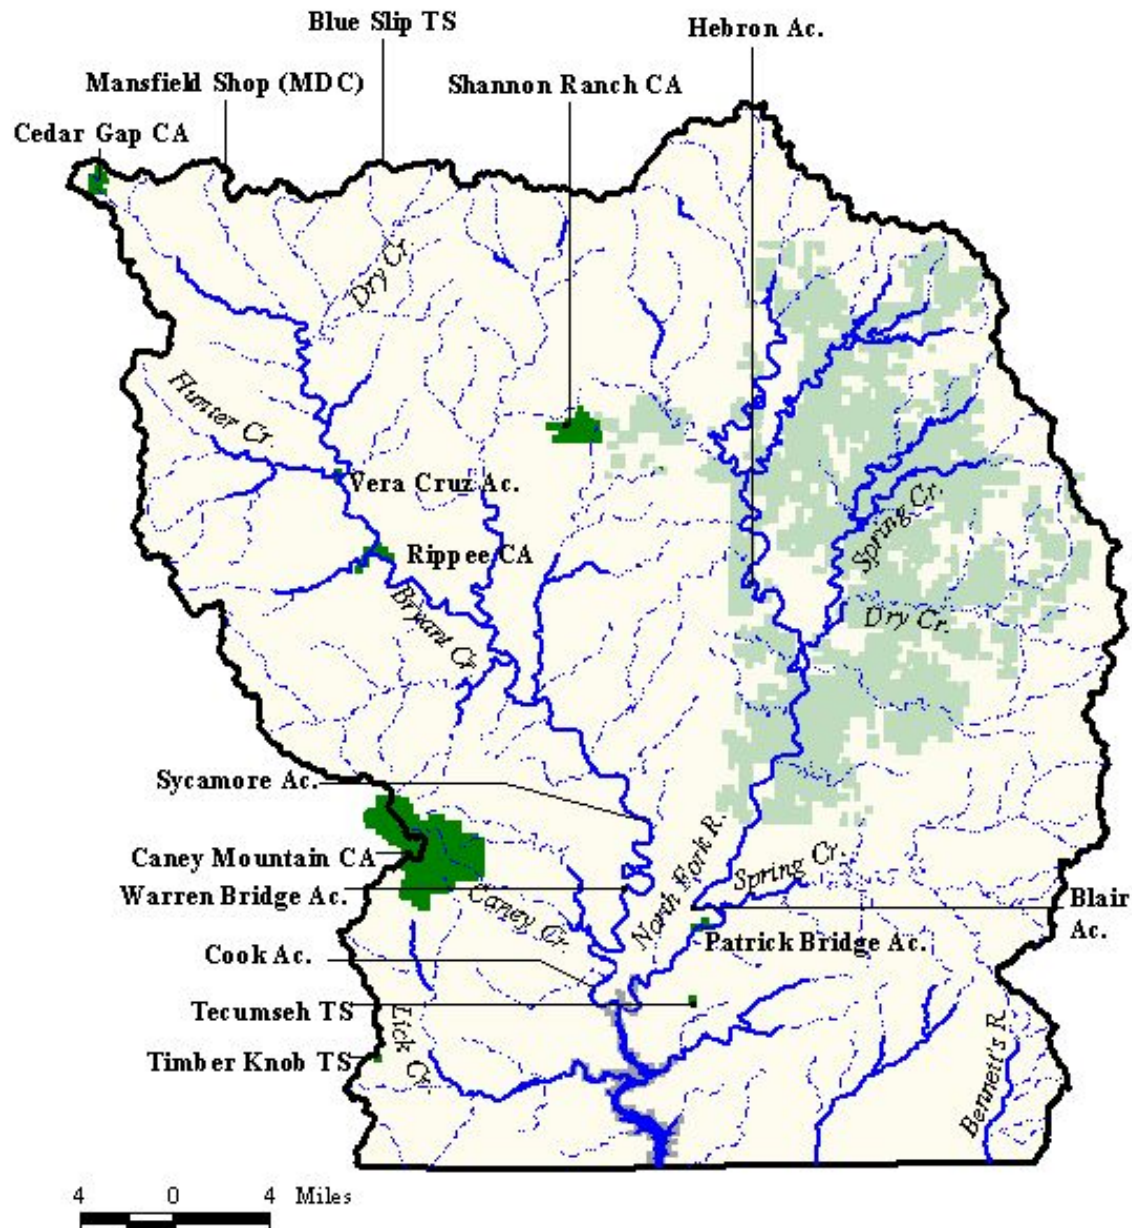 Blue Slip TS
Hebron Ac.
Mansfield Shop (MDC)
Shannon Ranch CA
Cedar Gap CA
Dry Cr.
Hunter Cr.
Vera Cruz Ac.
Spring Cr.
Rippee CA
Bryant Cr.
Dry Cr.
Sycamore Ac.
North Fork R.
Caney Mountain CA
Spring Cr.
Warren Bridge Ac.
Caney Cr.
Blair
Ac.
Patrick Bridge Ac.
Cook Ac.
Tecumseh TS
Lick Cr.
Timber Knob TS
Bennett's R.
4 0 4 Miles